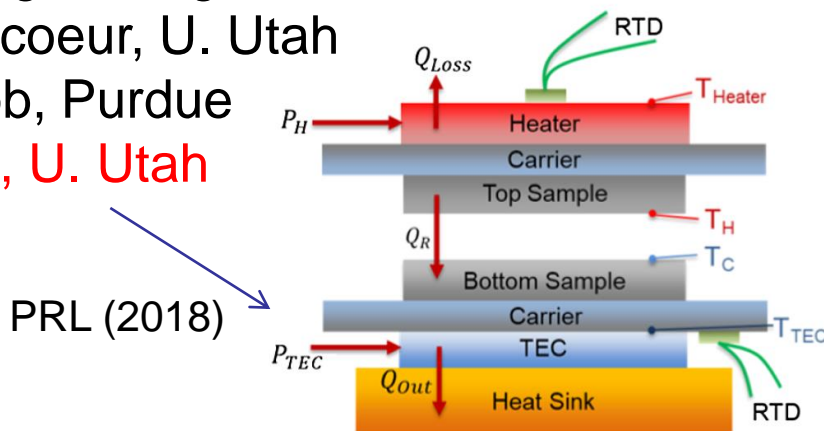 coeur, U. Utah
Purdue
U. Utah
PRL (2018)
RTD
Q_Loss
T_Heater
P_H
Heater
Carrier
Top Sample
T_H
Q_R
T_C
Bottom Sample
Carrier
T_TEC
P_TEC
TEC
Q_Out
Heat Sink
RTD